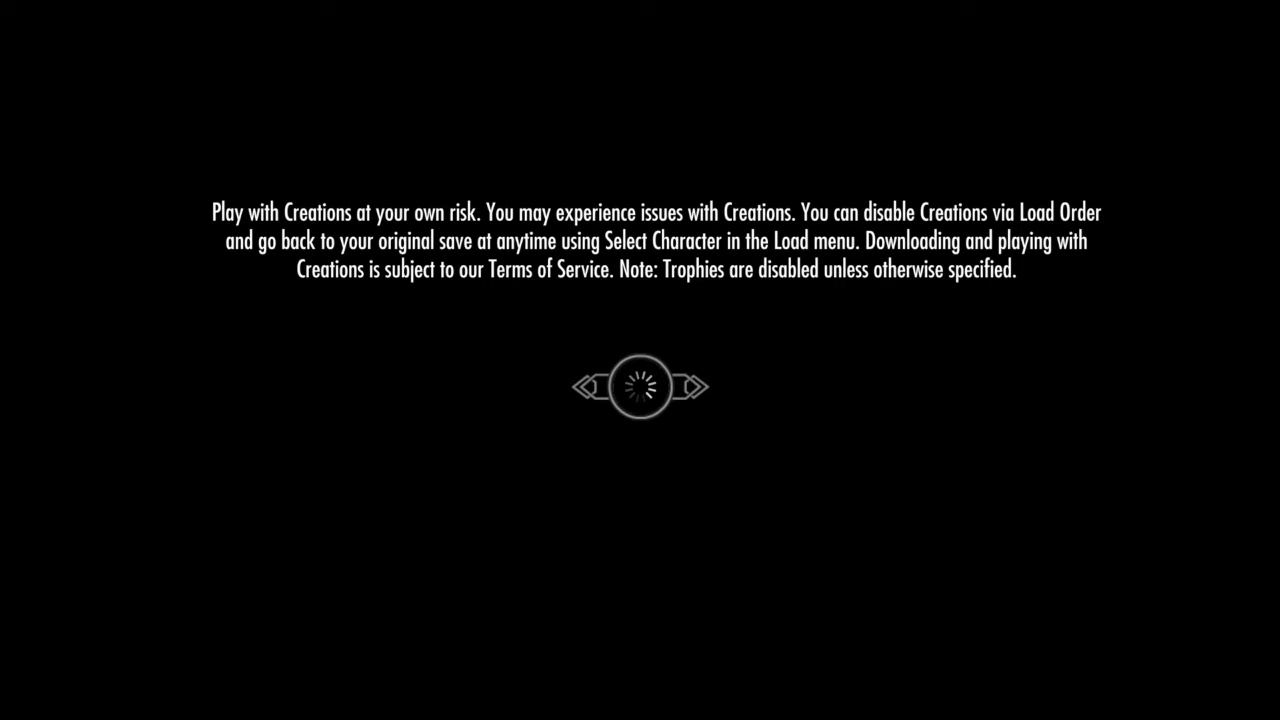 Play with Creations at your own risk. You may experience issues with Creations. You can disable Creations via Load Order
and go back to your original save at anytime using Select Character in the Load menu. Downloading and playing with
Creations is subject to our Terms of Service. Note: Trophies are disabled unless otherwise specified.